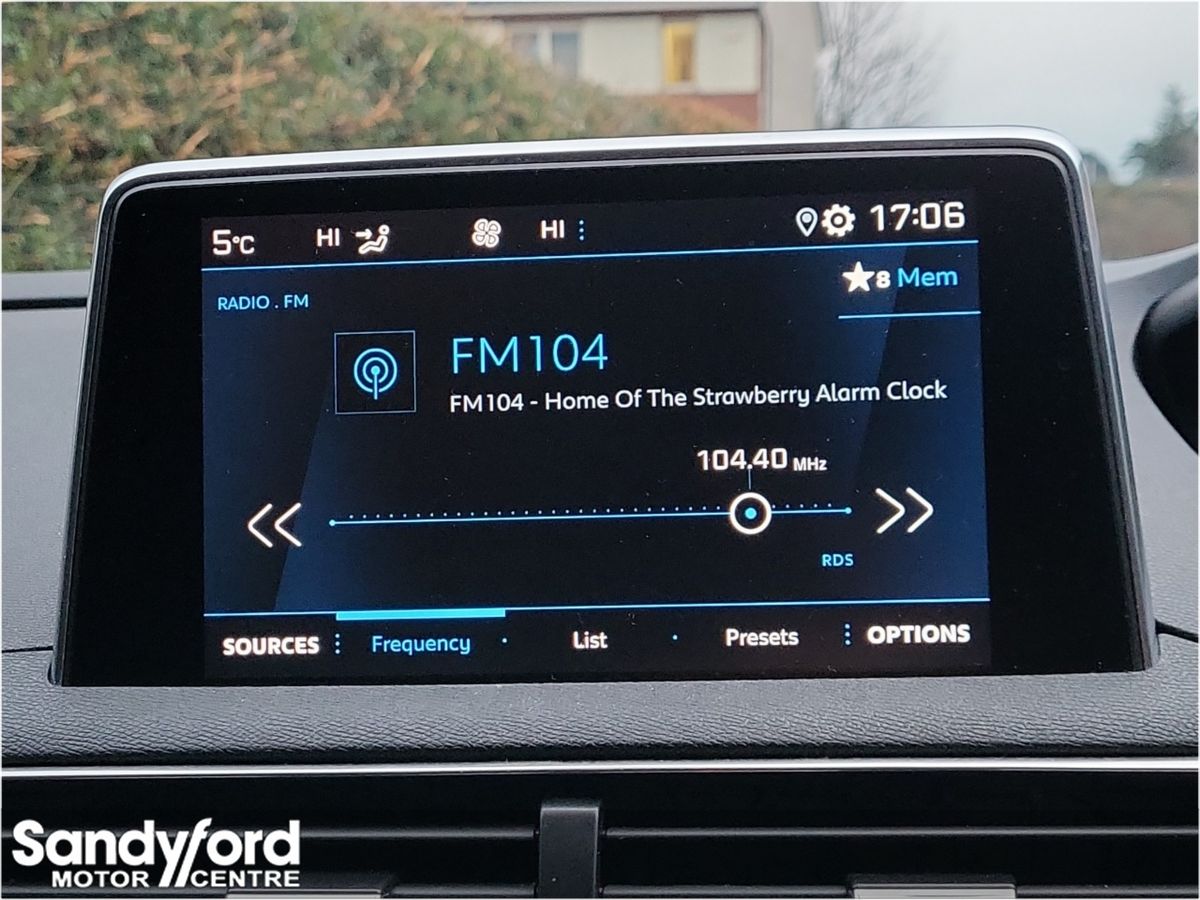 5°C HI HI 17:06
RADIO . FM
8 Mem
FM104
FM104 - Home Of The Strawberry Alarm Clock
104.40 MHz
RDS
SOURCES Frequency List Presets OPTIONS
Sandyford
MOTOR CENTRE